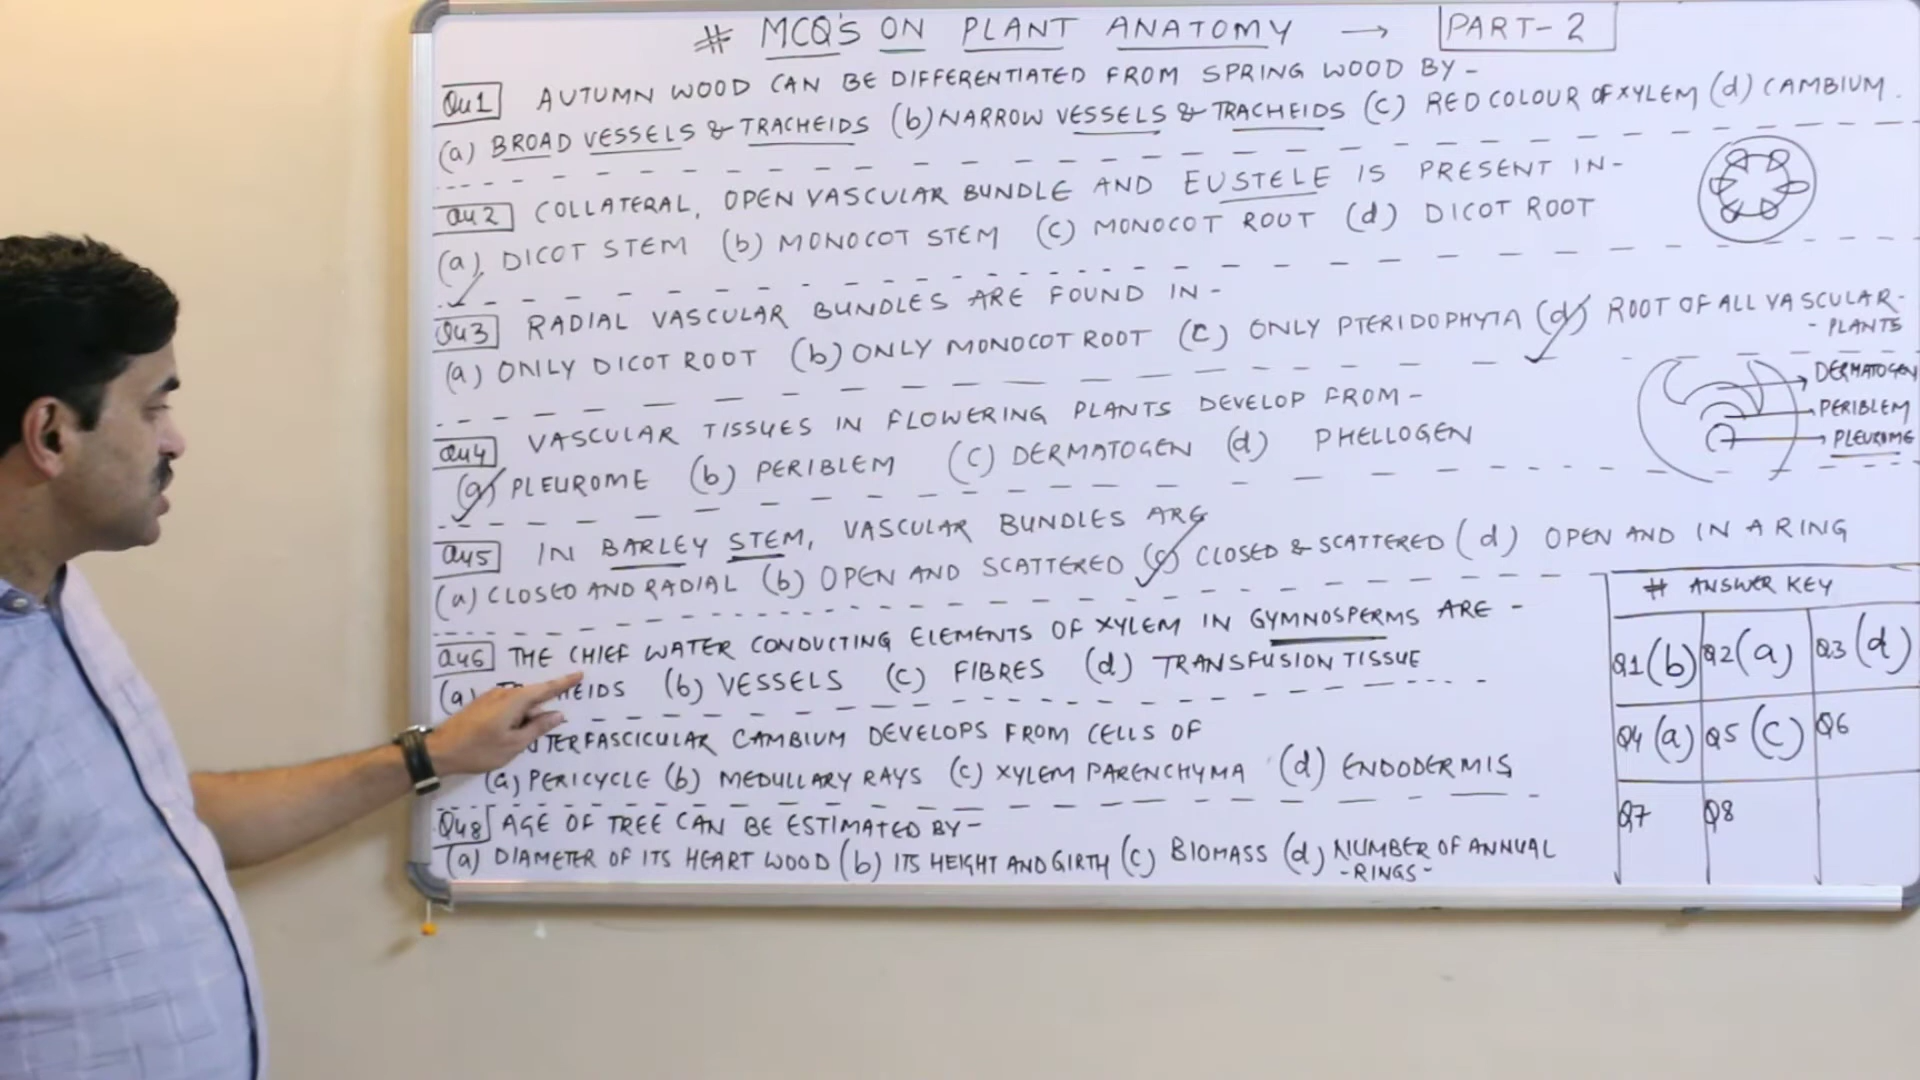 # MCQ'S ON PLANT ANATOMY → PART-2
Qu1 AUTUMN WOOD CAN BE DIFFERENTIATED FROM SPRING WOOD BY -
(a) BROAD VESSELS & TRACHEIDS (b) NARROW VESSELS & TRACHEIDS (c) RED COLOUR OF XYLEM (d) CAMBIUM.
Qu2 COLLATERAL, OPEN VASCULAR BUNDLE AND EUSTELE IS PRESENT IN-
(a) DICOT STEM (b) MONOCOT STEM (c) MONOCOT ROOT (d) DICOT ROOT
Qu3 RADIAL VASCULAR BUNDLES ARE FOUND IN -
(a) ONLY DICOT ROOT (b) ONLY MONOCOT ROOT (c) ONLY PTERIDOPHYTA (d) ROOT OF ALL VASCULAR-
- PLANTS
Qu4 VASCULAR TISSUES IN FLOWERING PLANTS DEVELOP FROM -
(a) PLEUROME (b) PERIBLEM (C) DERMATOGEN (d) PHELLOGEN
DERMATOGEN
PERIBLEM
PLEUROME
Qu5 IN BARLEY STEM, VASCULAR BUNDLES ARE
(a) CLOSED AND RADIAL (b) OPEN AND SCATTERED (c) CLOSED & SCATTERED (d) OPEN AND IN A RING
Qu6 THE CHIEF WATER CONDUCTING ELEMENTS OF XYLEM IN GYMNOSPERMS ARE -
(a) (b) VESSELS (c) FIBRES (d) TRANSFUSION TISSUE
CAMBIUM DEVELOPS FROM CELLS OF
(a) PERICYCLE (b) MEDULLARY RAYS (c) XYLEM PARENCHYMA (d) ENDODERMIS
Qu8 AGE OF TREE CAN BE ESTIMATED BY-
(a) DIAMETER OF ITS HEART WOOD (b) ITS HEIGHT AND GIRTH (c) BIOMASS (d) NUMBER OF ANNUAL
-RINGS-
# ANSWER KEY
Q1 (b) Q2 (a) Q3 (d)
Q4 (a) Q5 (C) Q6
Q7 Q8